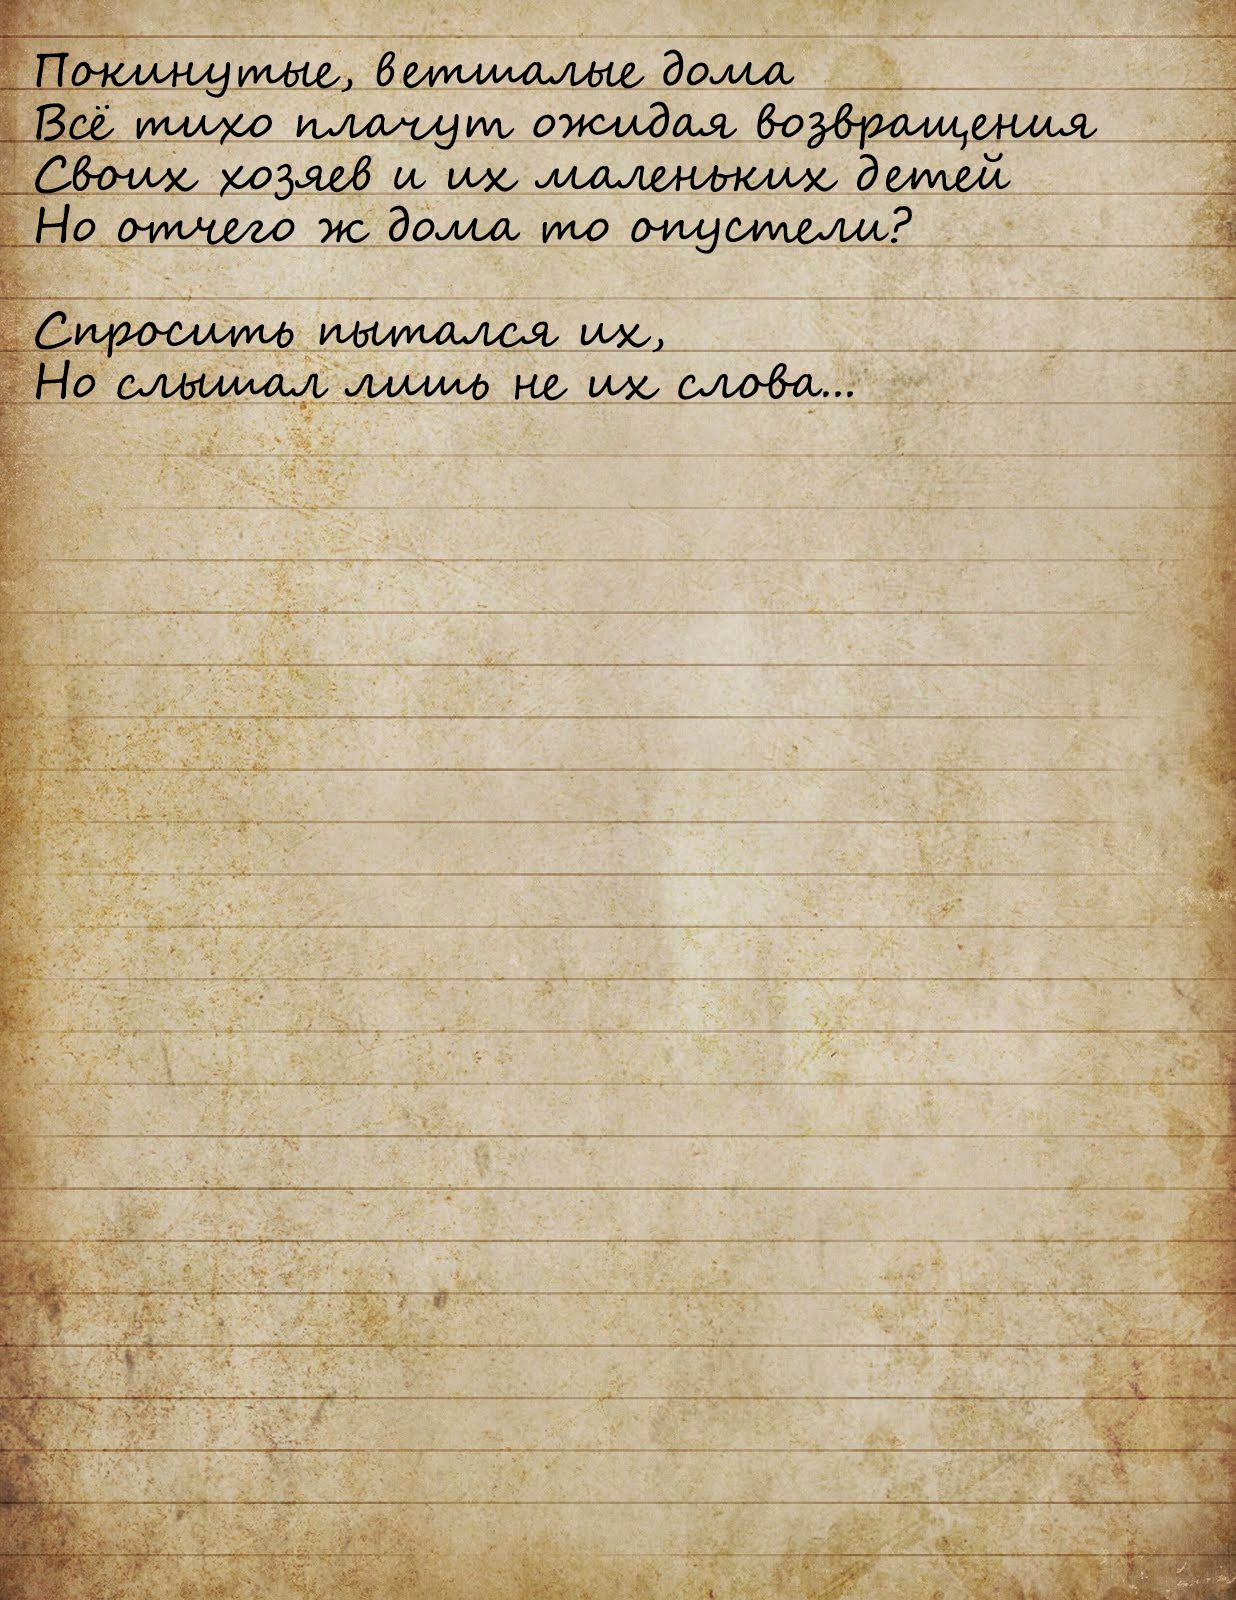 Покинутые, ветшалые дома
Всё тихо плачут ожидая возвращения
Своих хозяев и их маленьких детей
Но отчего ж дома то опустели?
Спросить пытался их,
Но слышал лишь не их слова...